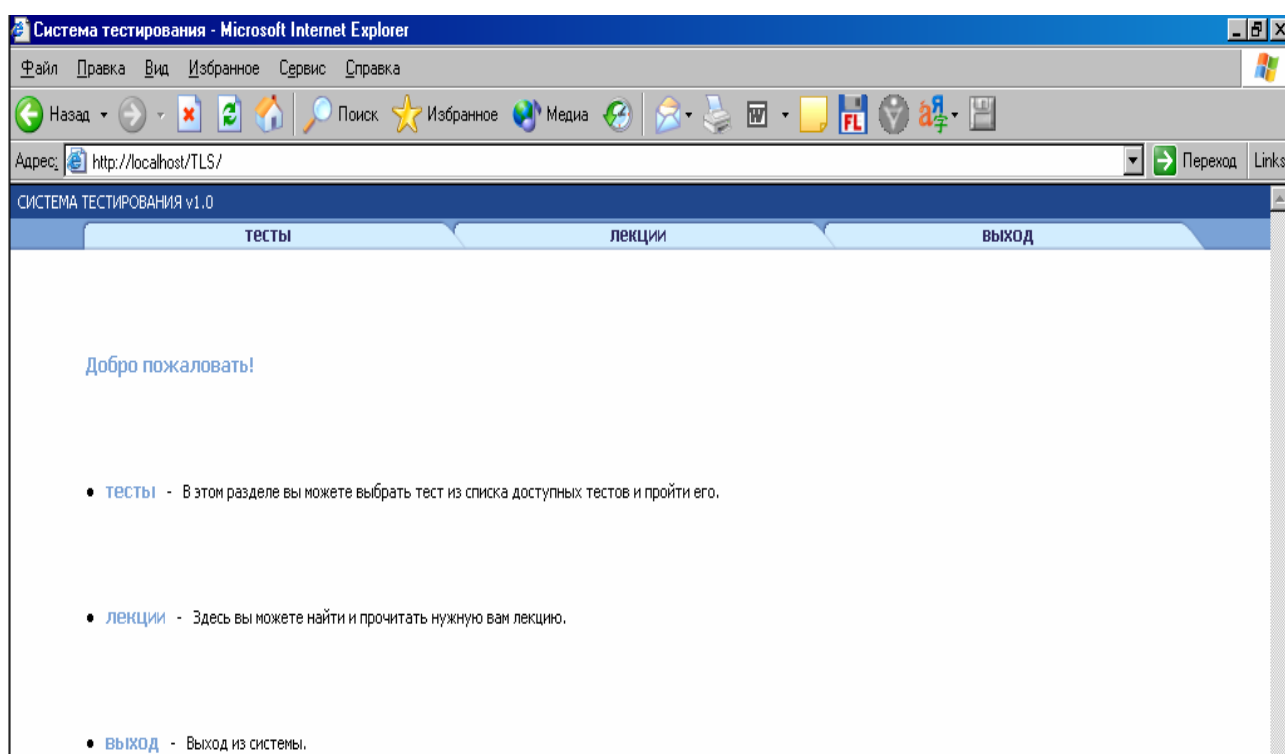 Система тестирования - Microsoft Internet Explorer
Файл Правка Вид Избранное Сервис Справка
Назад Поиск Избранное Медиа
Адрес: http://localhost/TLS/ Переход Links
СИСТЕМА ТЕСТИРОВАНИЯ v1.0
тесты лекции выход
Добро пожаловать!
• тесты - В этом разделе вы можете выбрать тест из списка доступных тестов и пройти его.
• лекции - Здесь вы можете найти и прочитать нужную вам лекцию.
• выход - Выход из системы.